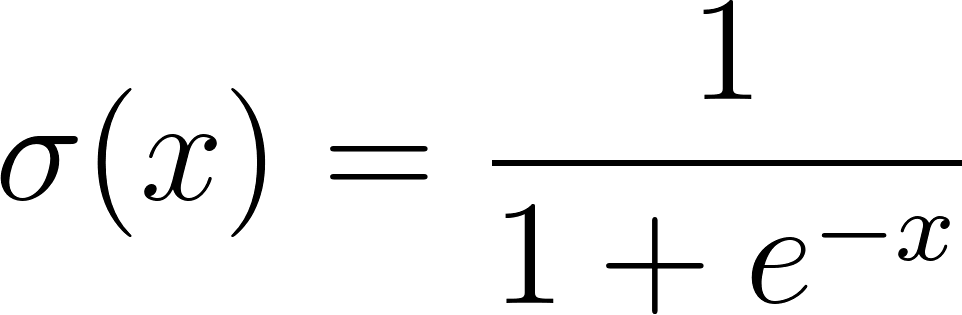 σ(x) = 1 / (1 + e^{-x})